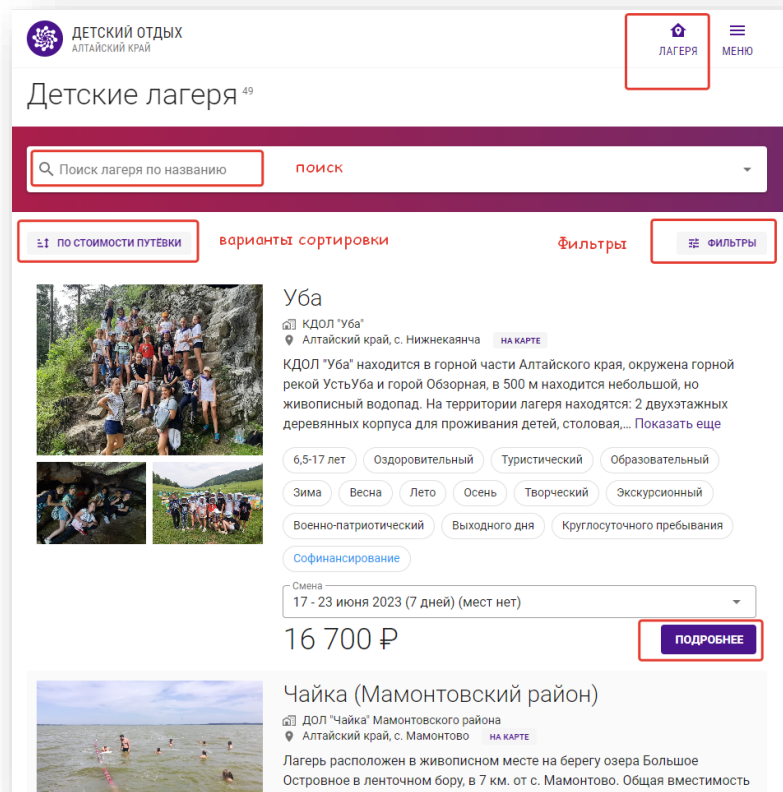 ДЕТСКИЙ ОТДЫХ
АЛТАЙСКИЙ КРАЙ
ЛАГЕРЯ
МЕНЮ
Детские лагеря 49
Поиск лагеря по названию
поиск
ПО СТОИМОСТИ ПУТЁВКИ
варианты сортировки
Фильтры
ФИЛЬТРЫ
Уба
КДОЛ "Уба"
Алтайский край, с. Нижнекаянча НА КАРТЕ
КДОЛ "Уба" находится в горной части Алтайского края, окружена горной
рекой УстьУба и горой Обзорная, в 500 м находится небольшой, но
живописный водопад. На территории лагеря находятся: 2 двухэтажных
деревянных корпуса для проживания детей, столовая,... Показать еще
6,5-17 лет Оздоровительный Туристический Образовательный
Зима Весна Лето Осень Творческий Экскурсионный
Военно-патриотический Выходного дня Круглосуточного пребывания
Софинансирование
Смена
17 - 23 июня 2023 (7 дней) (мест нет)
16 700 ₽
ПОДРОБНЕЕ
Чайка (Мамонтовский район)
ДОЛ "Чайка" Мамонтовского района
Алтайский край, с. Мамонтово НА КАРТЕ
Лагерь расположен в живописном месте на берегу озера Большое
Островное в ленточном бору, в 7 км. от с. Мамонтово. Общая вместимость